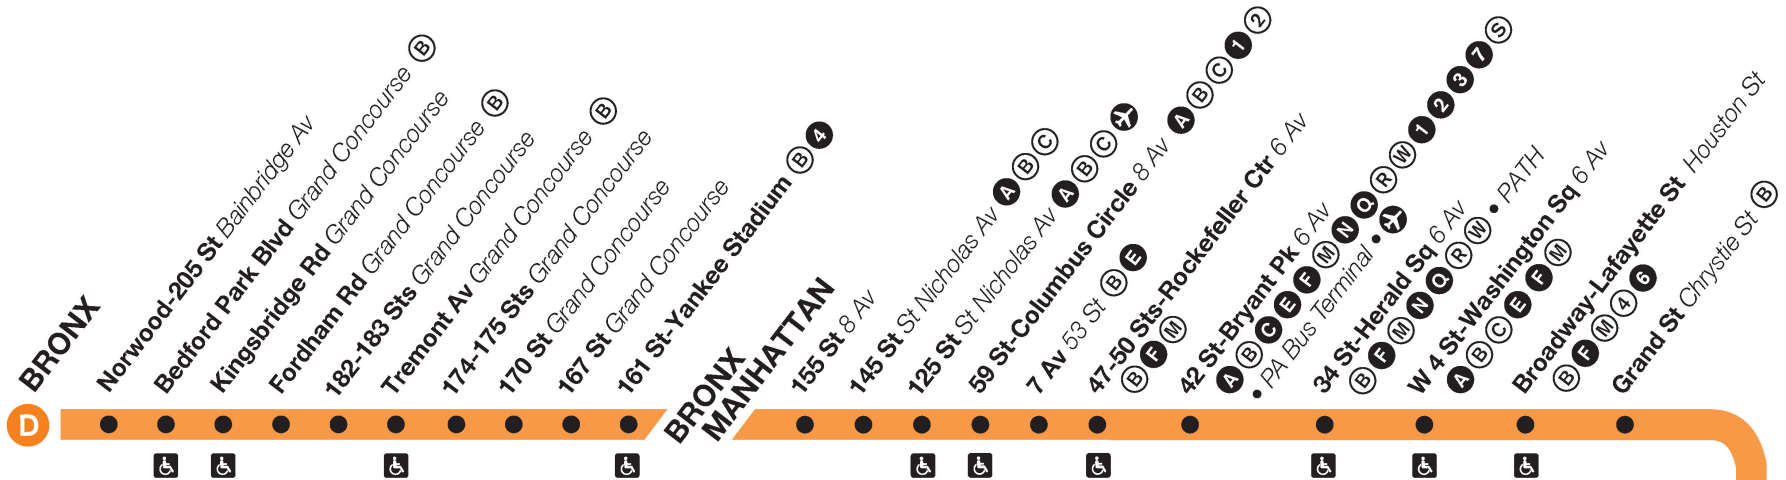 D
BRONX
Norwood-205 St Bainbridge Av
Bedford Park Blvd Grand Concourse B
Kingsbridge Rd Grand Concourse
Fordham Rd Grand Concourse B
182-183 Sts Grand Concourse
Tremont Av Grand Concourse B
174-175 Sts Grand Concourse
170 St Grand Concourse
167 St Grand Concourse
161 St-Yankee Stadium B 4
BRONX
MANHATTAN
155 St 8 Av
145 St St Nicholas Av A B C
125 St St Nicholas Av A B C
59 St-Columbus Circle 8 Av A B C 1 2
7 Av 53 St B E
47-50 Sts-Rockefeller Ctr 6 Av
B F M
42 St-Bryant Pk 6 Av
A B C E F M N Q R W 1 2 3 7 S
• PA Bus Terminal •
34 St-Herald Sq 6 Av
B F M N Q R W • PATH
W 4 St-Washington Sq 6 Av
A B C E F M
Broadway-Lafayette St Houston St
B F M 4 6
Grand St Chrystie St B